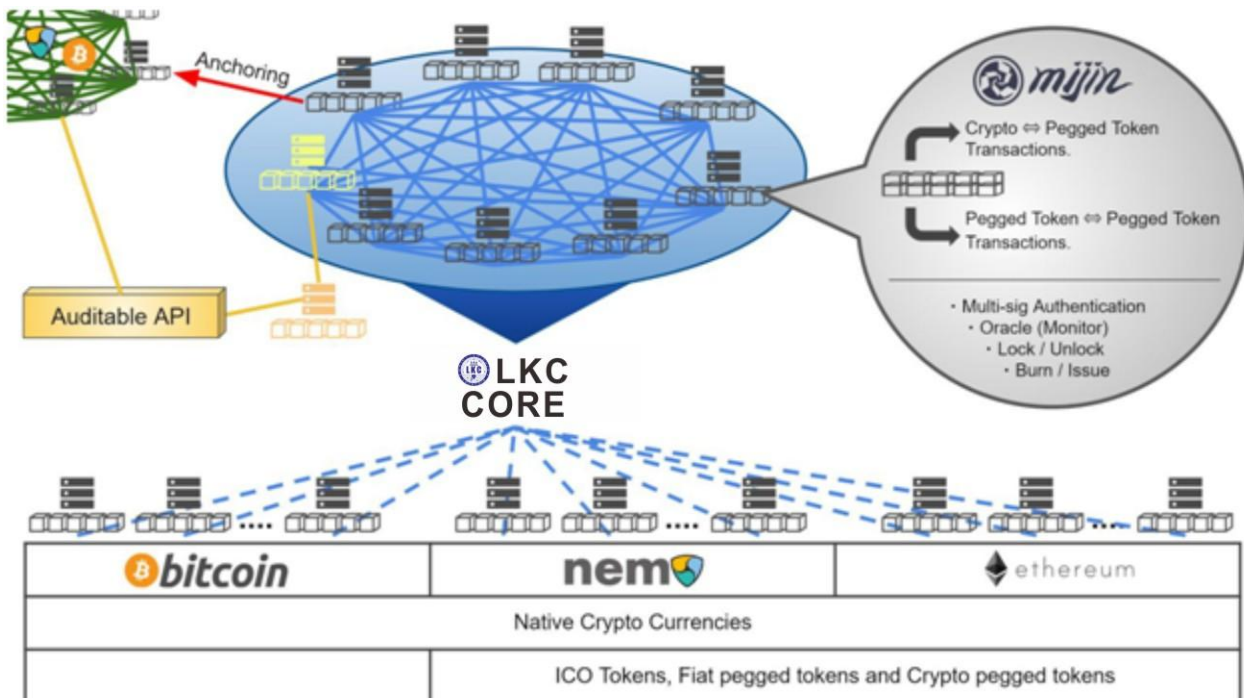 Anchoring
mijin
Crypto ⇔ Pegged Token
Transactions.
Pegged Token ⇔ Pegged Token
Transactions.
・Multi-sig Authentication
・Oracle (Monitor)
・Lock / Unlock
・Burn / Issue
Auditable API
LKC
LKC
CORE
....
....
....
bitcoin
nem
ethereum
Native Crypto Currencies
ICO Tokens, Fiat pegged tokens and Crypto pegged tokens